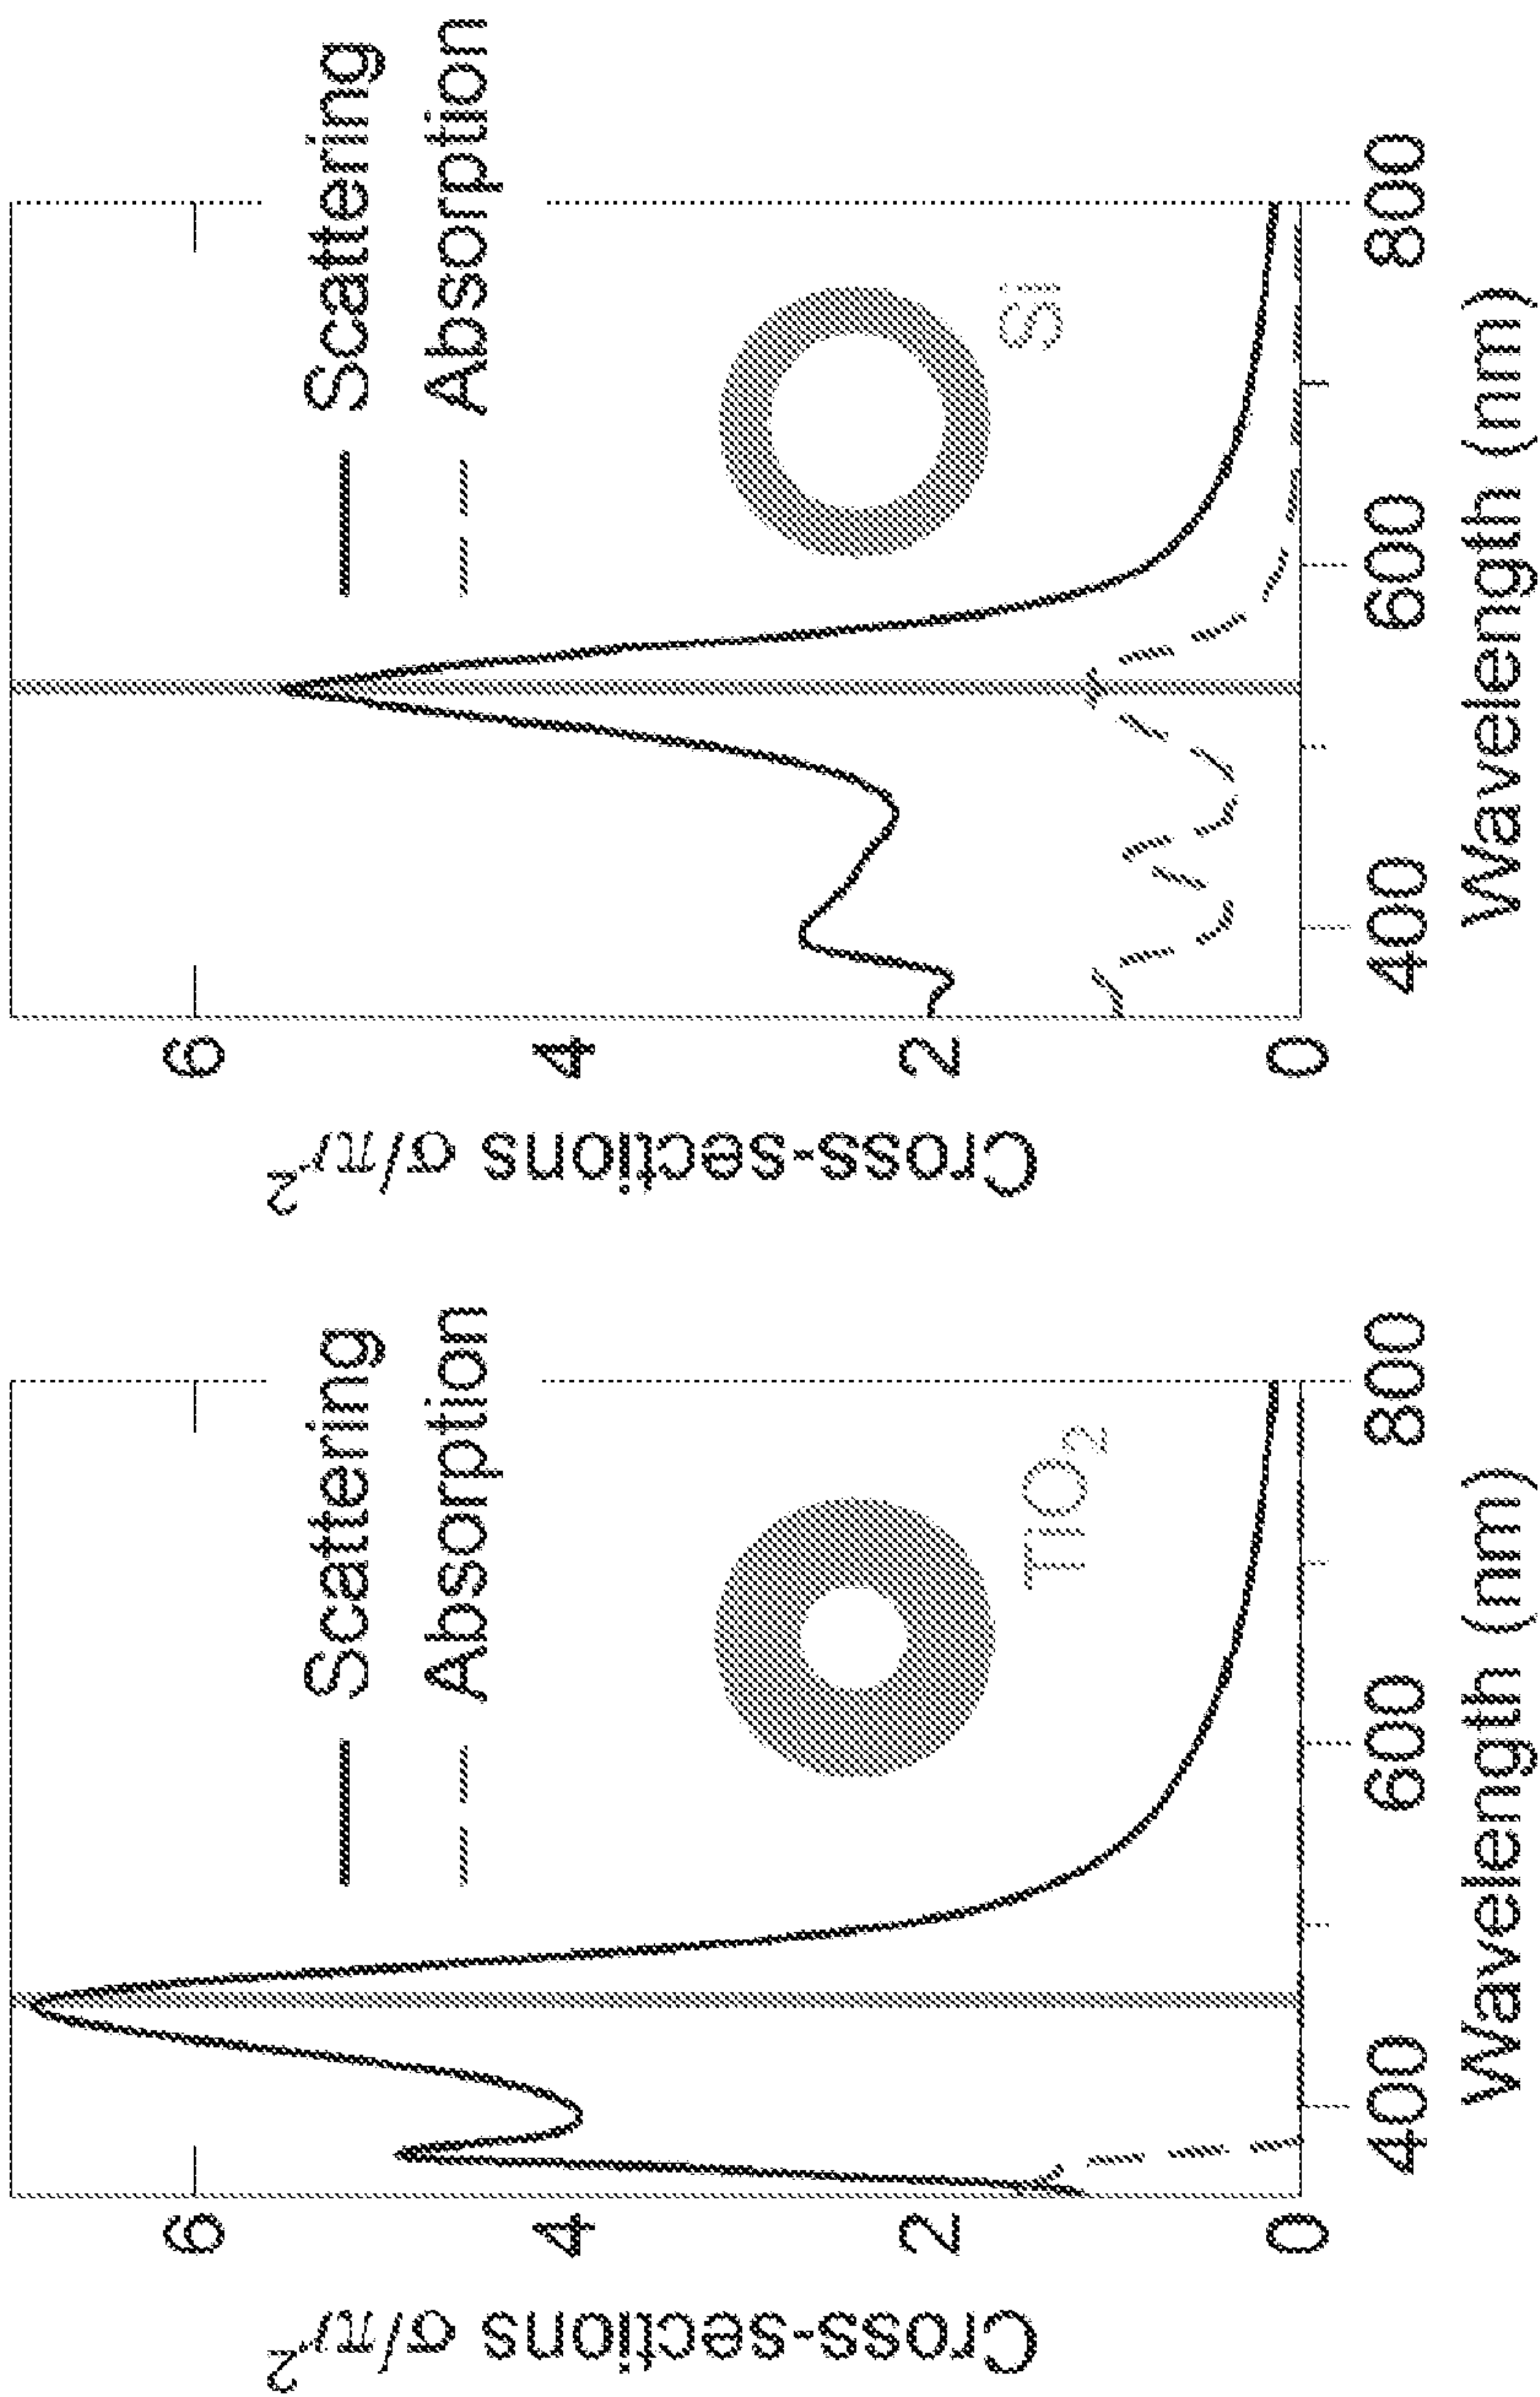 Cross-sections σ/πr²
6
4
2
0
Scattering
Absorption
TiO₂
400
600
800
Wavelength (nm)
Cross-sections σ/πr²
6
4
2
0
Scattering
Absorption
Si
400
600
800
Wavelength (nm)